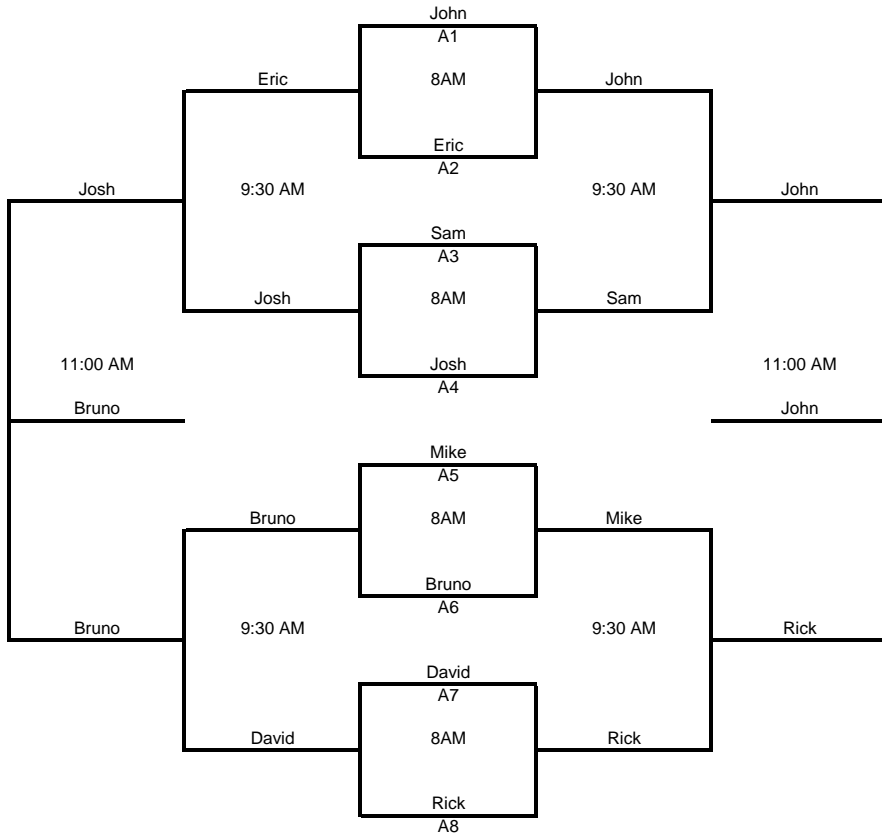 John
A1
Eric 8AM John
Eric
A2
Josh 9:30 AM 9:30 AM John
Sam
A3
Josh 8AM Sam
Josh
A4
11:00 AM 11:00 AM
Bruno John
Mike
A5
Bruno 8AM Mike
Bruno
A6
Bruno 9:30 AM 9:30 AM Rick
David
A7
David 8AM Rick
Rick
A8